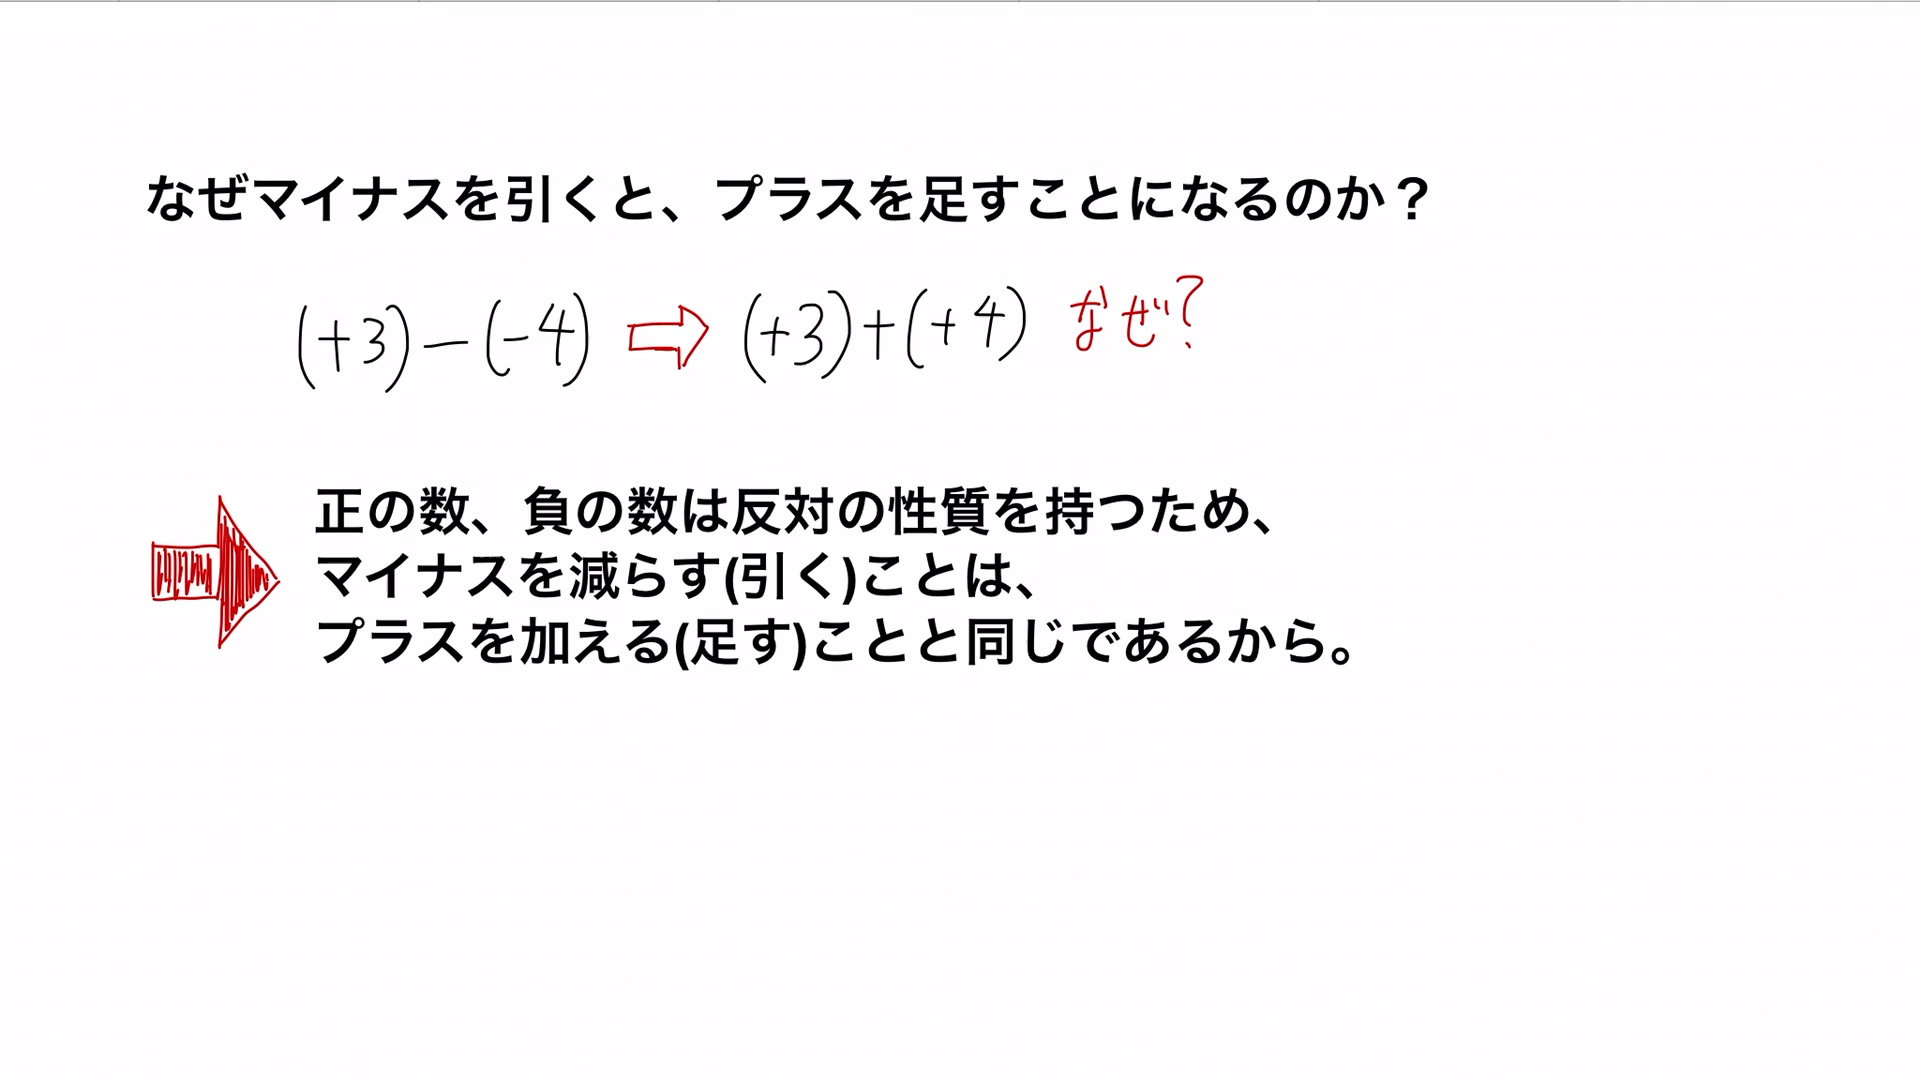 なぜマイナスを引くと、プラスを足すことになるのか？
(+3)－(-4) ⇨ (+3)+(+4) なぜ?
正の数、負の数は反対の性質を持つため、
マイナスを減らす(引く)ことは、
プラスを加える(足す)ことと同じであるから。